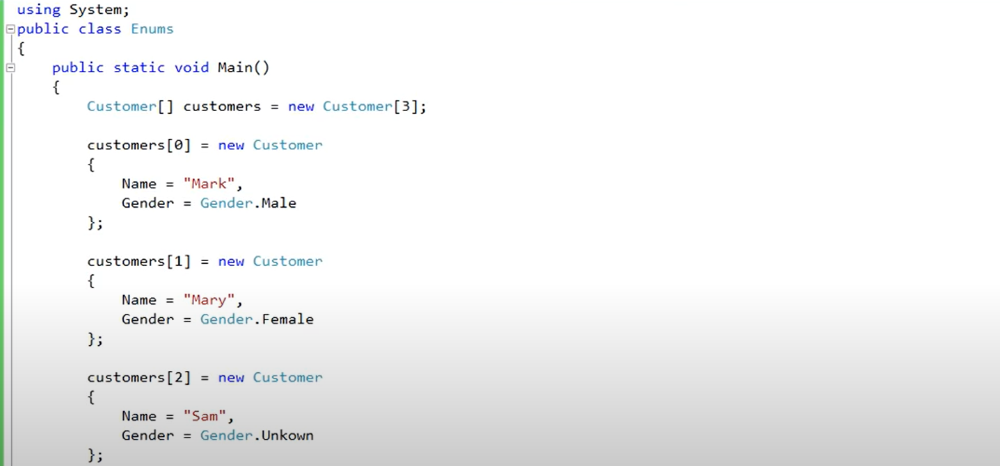 using System;
public class Enums
{
    public static void Main()
    {
        Customer[] customers = new Customer[3];

        customers[0] = new Customer
        {
            Name = "Mark",
            Gender = Gender.Male
        };

        customers[1] = new Customer
        {
            Name = "Mary",
            Gender = Gender.Female
        };

        customers[2] = new Customer
        {
            Name = "Sam",
            Gender = Gender.Unkown
        };